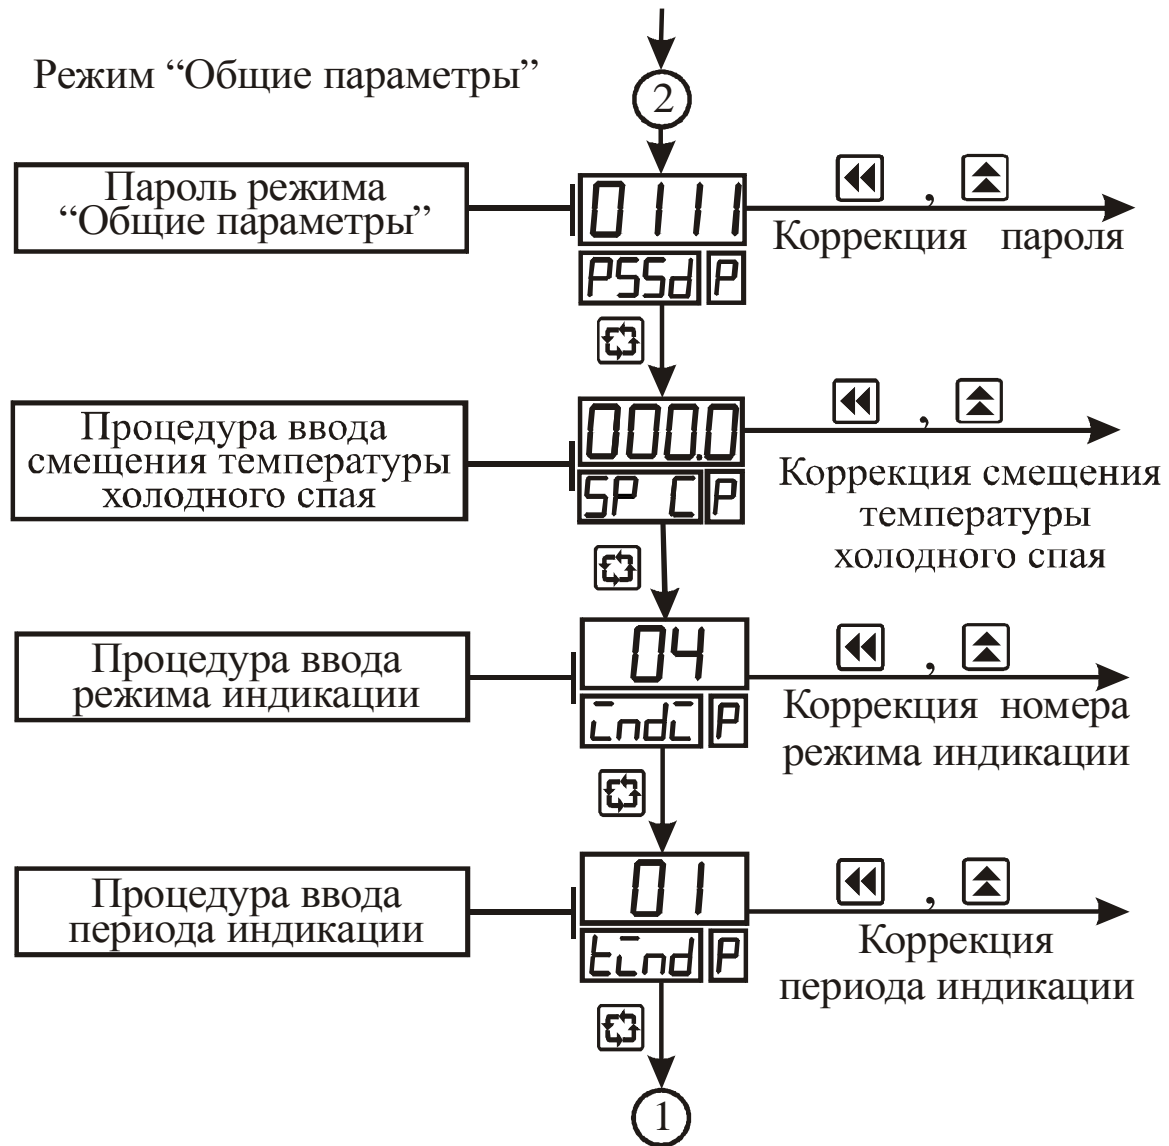 Режим “Общие параметры”
2
Пароль режима
“Общие параметры”
0111
PSSd P
,
Коррекция пароля
Процедура ввода
смещения температуры
холодного спая
000.0
SP C P
,
Коррекция смещения
температуры
холодного спая
Процедура ввода
режима индикации
04
indi P
,
Коррекция номера
режима индикации
Процедура ввода
периода индикации
01
tind P
,
Коррекция
периода индикации
1